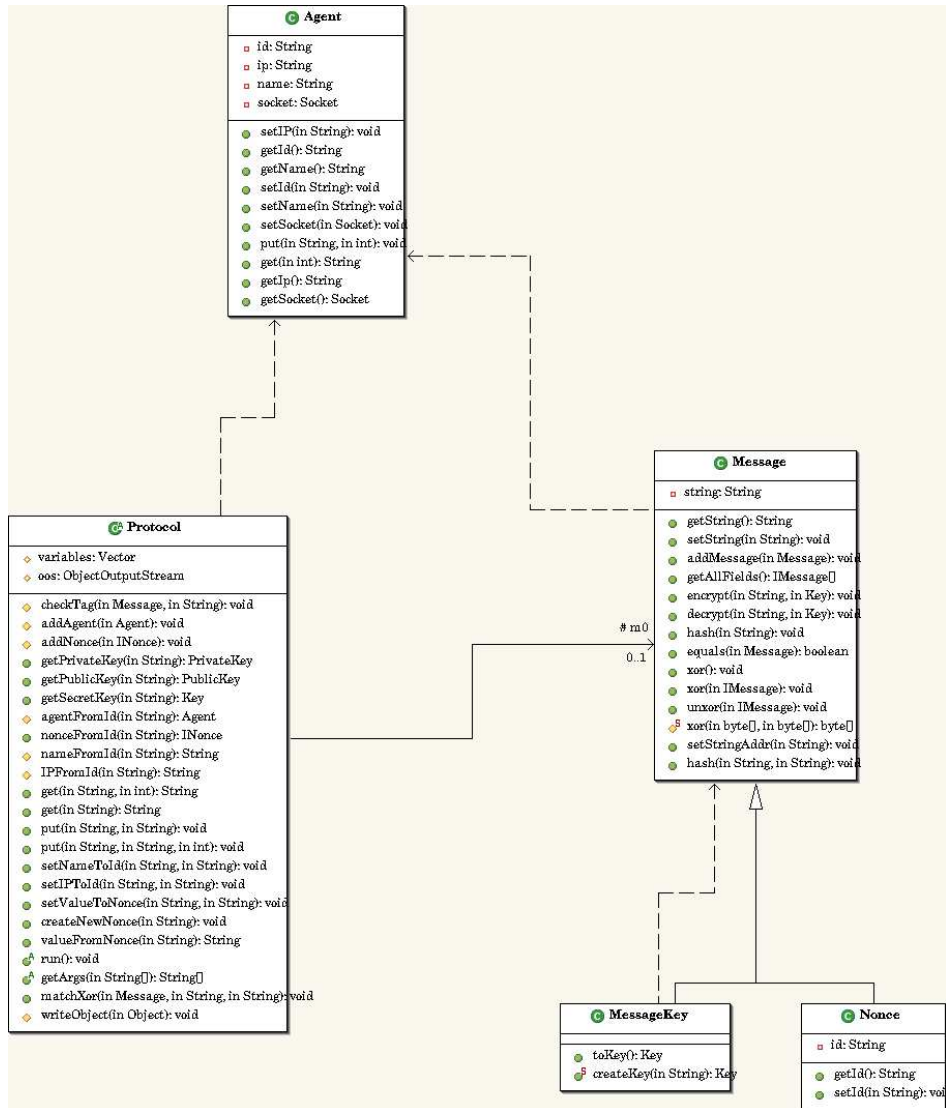 Agent
id: String
ip: String
name: String
socket: Socket
setIP(in String): void
getId(): String
getName(): String
setId(in String): void
setName(in String): void
setSocket(in Socket): void
put(in String, in int): void
get(in int): String
getIp(): String
getSocket(): Socket
Message
string: String
getString(): String
setString(in String): void
addMessage(in Message): void
getAllFields(): IMessage[]
encrypt(in String, in Key): void
decrypt(in String, in Key): void
hash(in String): void
equals(in Message): boolean
xor(): void
xor(in IMessage): void
unxor(in IMessage): void
xor(in byte[], in byte[]): byte[]
setStringAddr(in String): void
hash(in String, in String): void
Protocol
variables: Vector
oos: ObjectOutputStream
checkTag(in Message, in String): void
addAgent(in Agent): void
addNonce(in INonce): void
getPrivateKey(in String): PrivateKey
getPublicKey(in String): PublicKey
getSecretKey(in String): Key
agentFromId(in String): Agent
nonceFromId(in String): INonce
nameFromId(in String): String
IPFromId(in String): String
get(in String, in int): String
get(in String): String
put(in String, in String): void
put(in String, in String, in int): void
setNameToId(in String, in String): void
setIPToId(in String, in String): void
setValueToNonce(in String, in String): void
createNewNonce(in String): void
valueFromNonce(in String): String
run(): void
getArgs(in String[]): String[]
matchXor(in Message, in String, in String): void
writeObject(in Object): void
# m0
0..1
MessageKey
toKey(): Key
createKey(in String): Key
Nonce
id: String
getId(): String
setId(in String): void